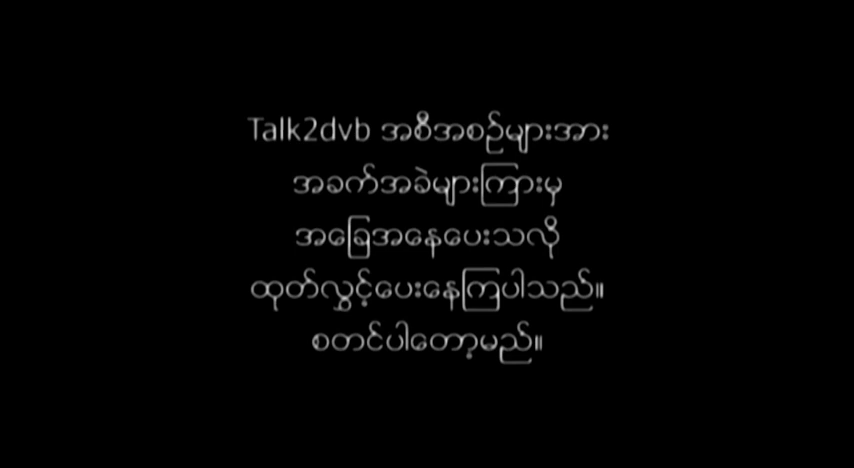 Talk2dvb အစီအစဉ်များအား
အခက်အခဲများကြားမှ
အခြေအနေပေးသလို
ထုတ်လွှင့်ပေးနေကြပါသည်။
စတင်ပါတော့မည်။